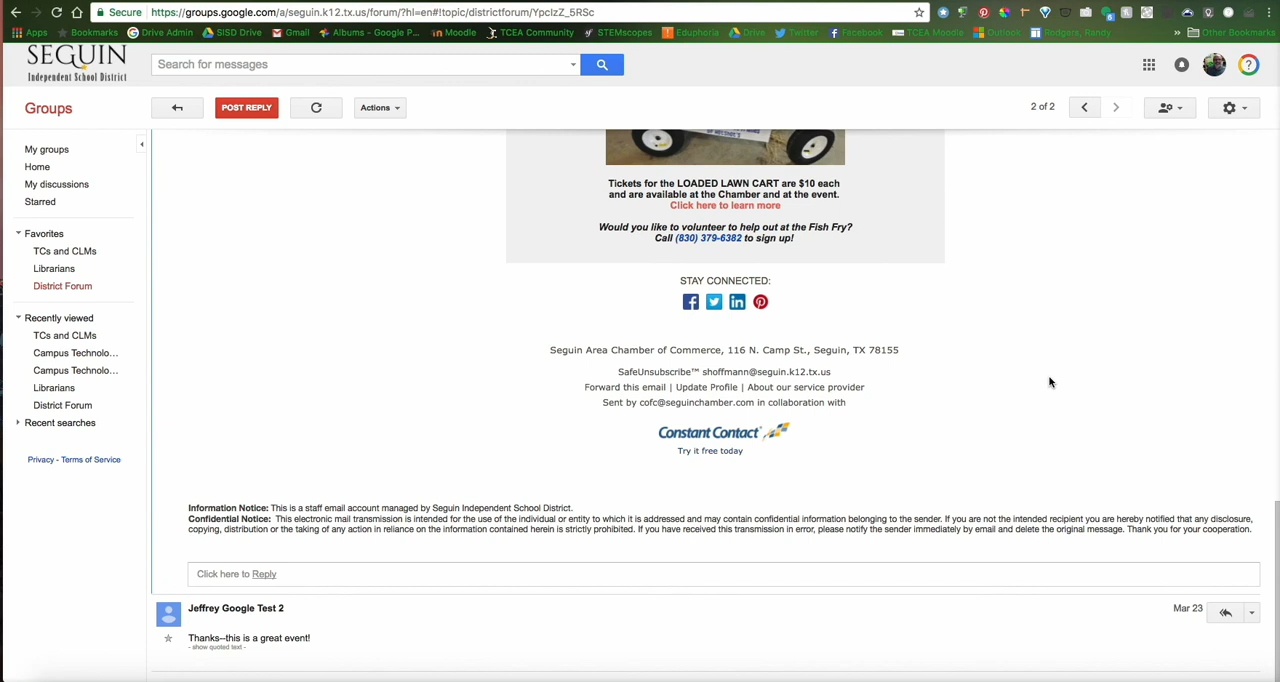 Secure https://groups.google.com/a/seguin.k12.tx.us/forum/?hl=en#!topic/districtforum/YpcIzZ_5RSc
Apps Bookmarks Drive Admin SISD Drive Gmail Albums - Google P... Moodle TCEA Community STEMscopes Eduphoria Drive Twitter Facebook TCEA Moodle Outlook Rodgers, Randy » Other Bookmarks
SEGUIN
Independent School District
Search for messages
Groups
POST REPLY
Actions
2 of 2
My groups
Home
My discussions
Starred
Favorites
TCs and CLMs
Librarians
District Forum
Recently viewed
TCs and CLMs
Campus Technolo...
Campus Technolo...
Librarians
District Forum
Recent searches
Privacy - Terms of Service
Tickets for the LOADED LAWN CART are $10 each
and are available at the Chamber and at the event.
Click here to learn more
Would you like to volunteer to help out at the Fish Fry?
Call (830) 379-6382 to sign up!
STAY CONNECTED:
Seguin Area Chamber of Commerce, 116 N. Camp St., Seguin, TX 78155
SafeUnsubscribe™ shoffmann@seguin.k12.tx.us
Forward this email | Update Profile | About our service provider
Sent by cofc@seguinchamber.com in collaboration with
Constant Contact
Try it free today
Information Notice: This is a staff email account managed by Seguin Independent School District.
Confidential Notice: This electronic mail transmission is intended for the use of the individual or entity to which it is addressed and may contain confidential information belonging to the sender. If you are not the intended recipient you are hereby notified that any disclosure,
copying, distribution or the taking of any action in reliance on the information contained herein is strictly prohibited. If you have received this transmission in error, please notify the sender immediately by email and delete the original message. Thank you for your cooperation.
Click here to Reply
Jeffrey Google Test 2
Mar 23
Thanks--this is a great event!
- show quoted text -